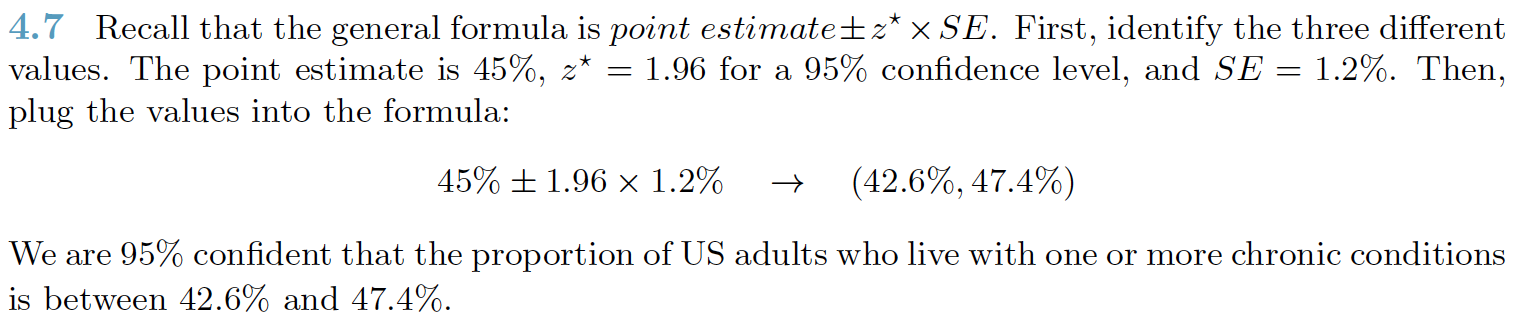 4.7 Recall that the general formula is point estimate±z⋆ × SE. First, identify the three different
values. The point estimate is 45%, z⋆ = 1.96 for a 95% confidence level, and SE = 1.2%. Then,
plug the values into the formula:
45% ± 1.96 × 1.2% → (42.6%, 47.4%)
We are 95% confident that the proportion of US adults who live with one or more chronic conditions
is between 42.6% and 47.4%.